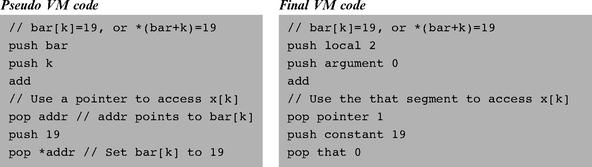 Pseudo VM code
// bar[k]=19, or *(bar+k)=19
push bar
push k
add
// Use a pointer to access x[k]
pop addr // addr points to bar[k]
push 19
pop *addr // Set bar[k] to 19
Final VM code
// bar[k]=19, or *(bar+k)=19
push local 2
push argument 0
add
// Use the that segment to access x[k]
pop pointer 1
push constant 19
pop that 0